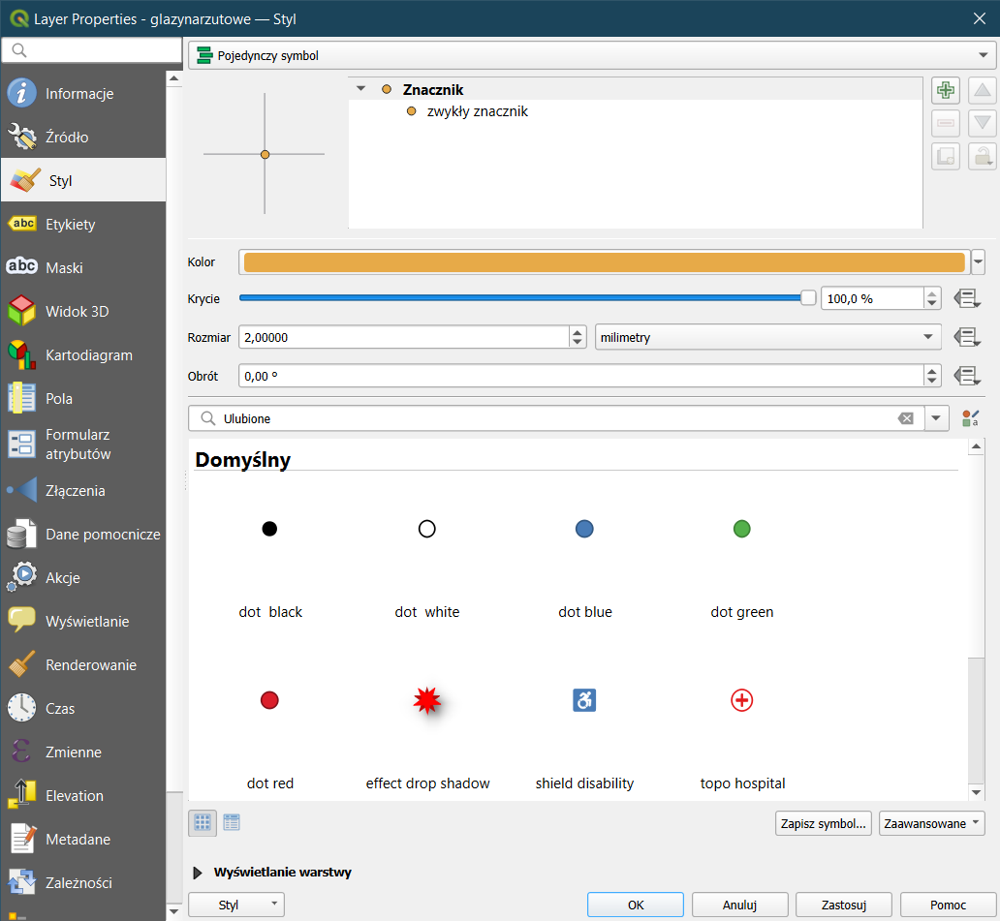 Layer Properties - glazynarzutowe — Styl
Informacje
Źródło
Styl
Etykiety
Maski
Widok 3D
Kartodiagram
Pola
Formularz
atrybutów
Złączenia
Dane pomocnicze
Akcje
Wyświetlanie
Renderowanie
Czas
Zmienne
Elevation
Metadane
Zależności
abc
abc
Pojedynczy symbol
Znacznik
zwykły znacznik
Kolor
Krycie
100,0 %
Rozmiar
2,00000
milimetry
Obrót
0,00 °
Ulubione
a
Domyślny
dot  black
dot  white
dot blue
dot green
dot red
effect drop shadow
shield disability
topo hospital
Zapisz symbol...
Zaawansowane
Wyświetlanie warstwy
Styl
OK
Anuluj
Zastosuj
Pomoc